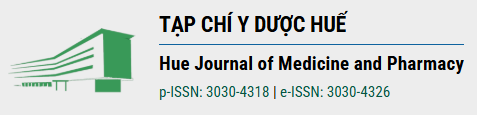 TẠP CHÍ Y DƯỢC HUẾ
Hue Journal of Medicine and Pharmacy
p-ISSN: 3030-4318 | e-ISSN: 3030-4326